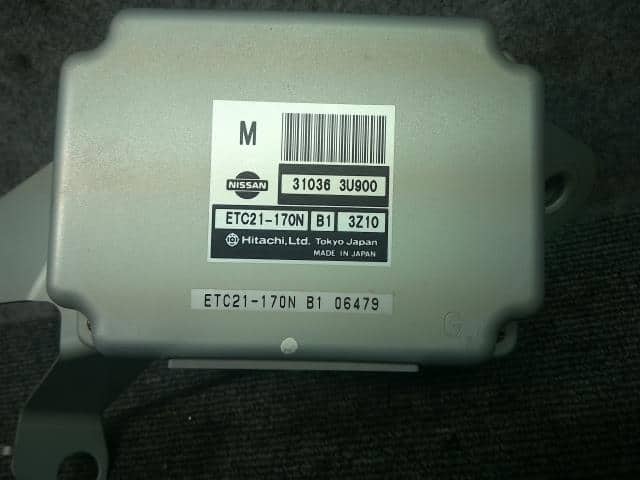 M
NISSAN 31036 3U900
ETC21-170N B1 3Z10
Hitachi, Ltd. Tokyo Japan
MADE IN JAPAN
ETC21-170N B1 06479
G